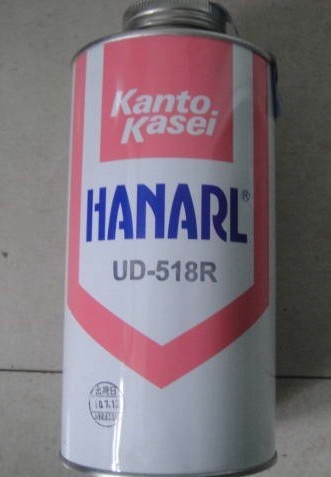 Kanto
Kasei
HANARL®
UD-518R